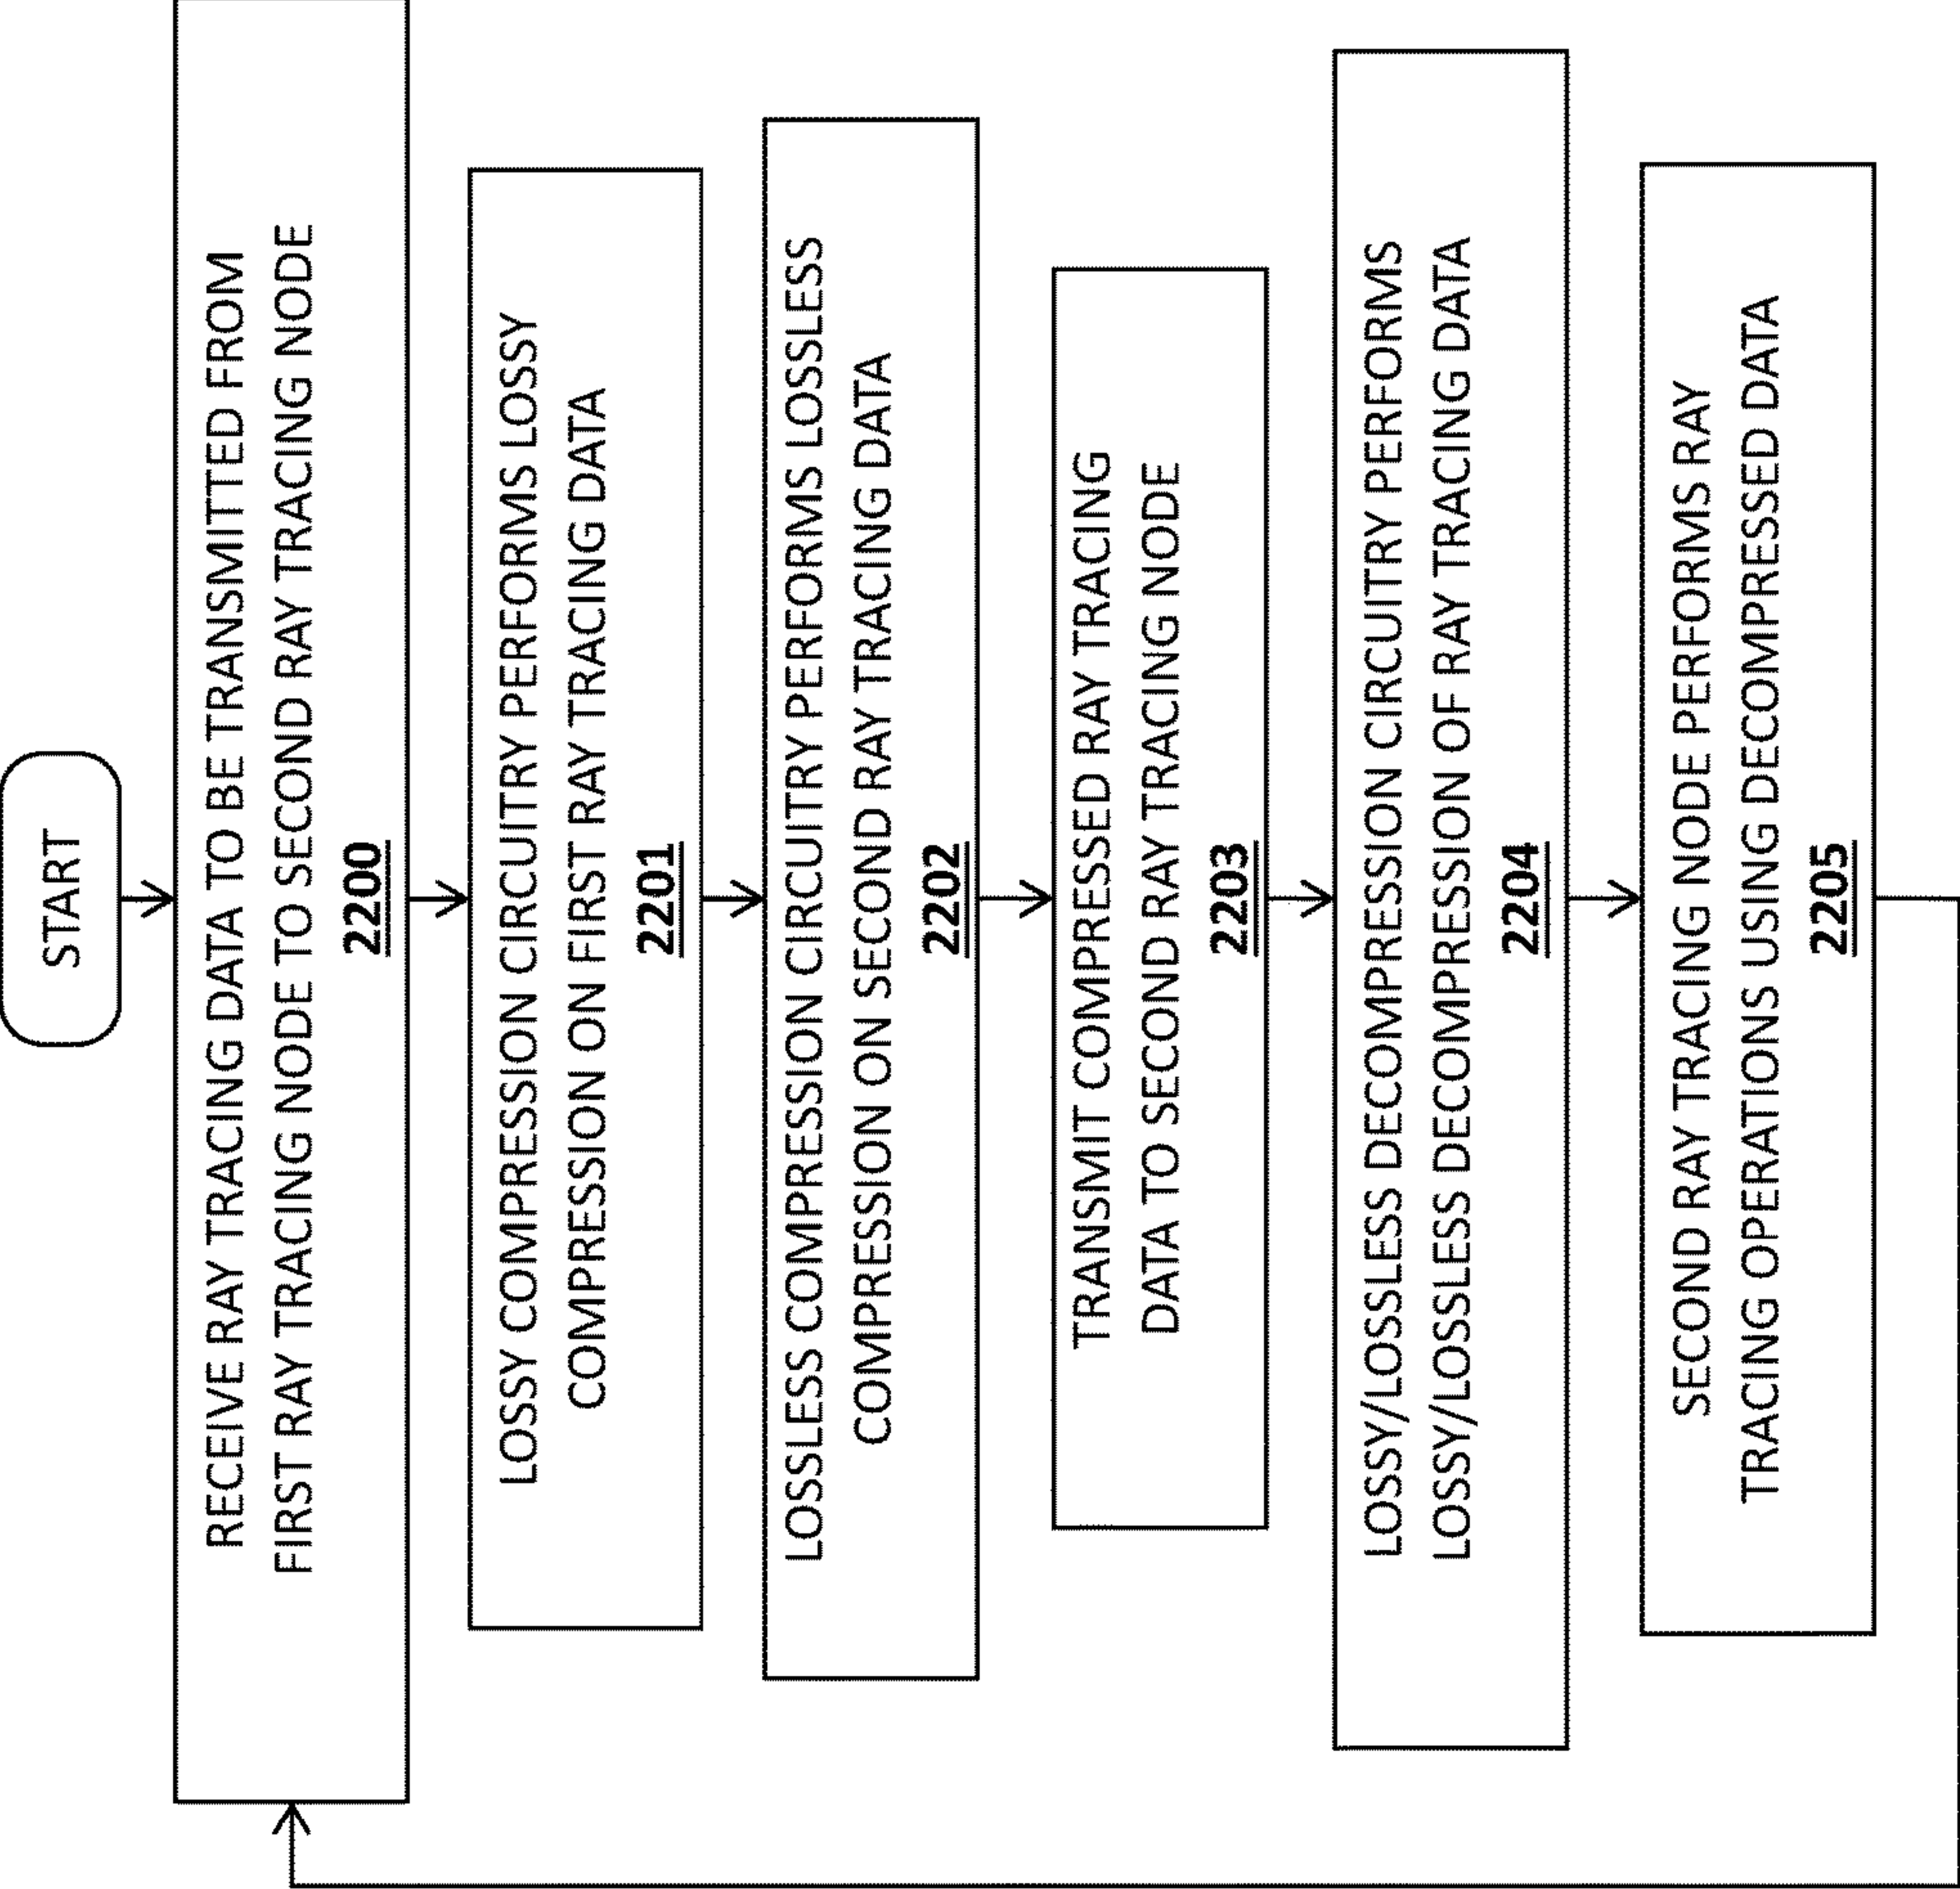 START
RECEIVE RAY TRACING DATA TO BE TRANSMITTED FROM
FIRST RAY TRACING NODE TO SECOND RAY TRACING NODE
2200
LOSSY COMPRESSION CIRCUITRY PERFORMS LOSSY
COMPRESSION ON FIRST RAY TRACING DATA
2201
LOSSLESS COMPRESSION CIRCUITRY PERFORMS LOSSLESS
COMPRESSION ON SECOND RAY TRACING DATA
2202
TRANSMIT COMPRESSED RAY TRACING
DATA TO SECOND RAY TRACING NODE
2203
LOSSY/LOSSLESS DECOMPRESSION CIRCUITRY PERFORMS
LOSSY/LOSSLESS DECOMPRESSION OF RAY TRACING DATA
2204
SECOND RAY TRACING NODE PERFORMS RAY
TRACING OPERATIONS USING DECOMPRESSED DATA
2205